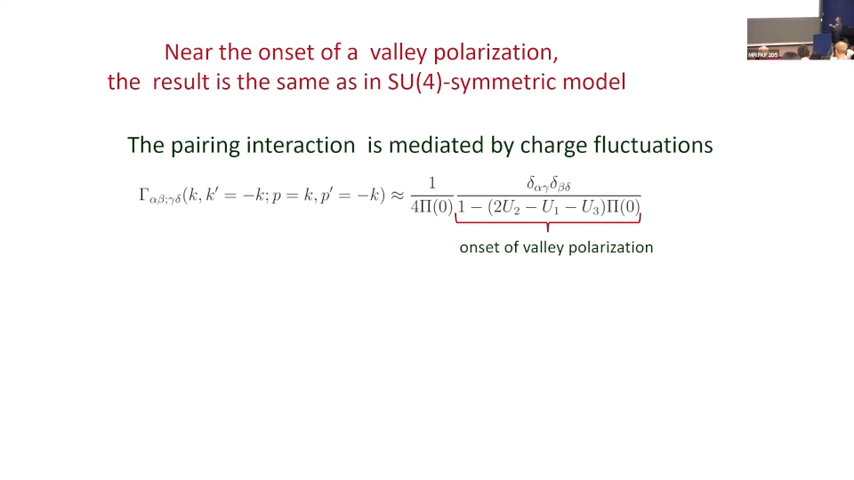 Near the onset of a valley polarization,
the result is the same as in SU(4)-symmetric model
The pairing interaction is mediated by charge fluctuations
Γ_{αβ;γδ}(k, k′ = −k; p = k, p′ = −k) ≈ \frac{1}{4Π(0)} \frac{δ_{αγ}δ_{βδ}}{1 − (2U_2 − U_1 − U_3)Π(0)}
onset of valley polarization